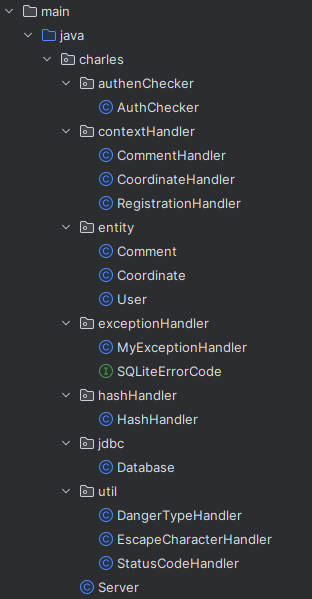 main
java
charles
authenChecker
AuthChecker
contextHandler
CommentHandler
CoordinateHandler
RegistrationHandler
entity
Comment
Coordinate
User
exceptionHandler
MyExceptionHandler
SQLiteErrorCode
hashHandler
HashHandler
jdbc
Database
util
DangerTypeHandler
EscapeCharacterHandler
StatusCodeHandler
Server